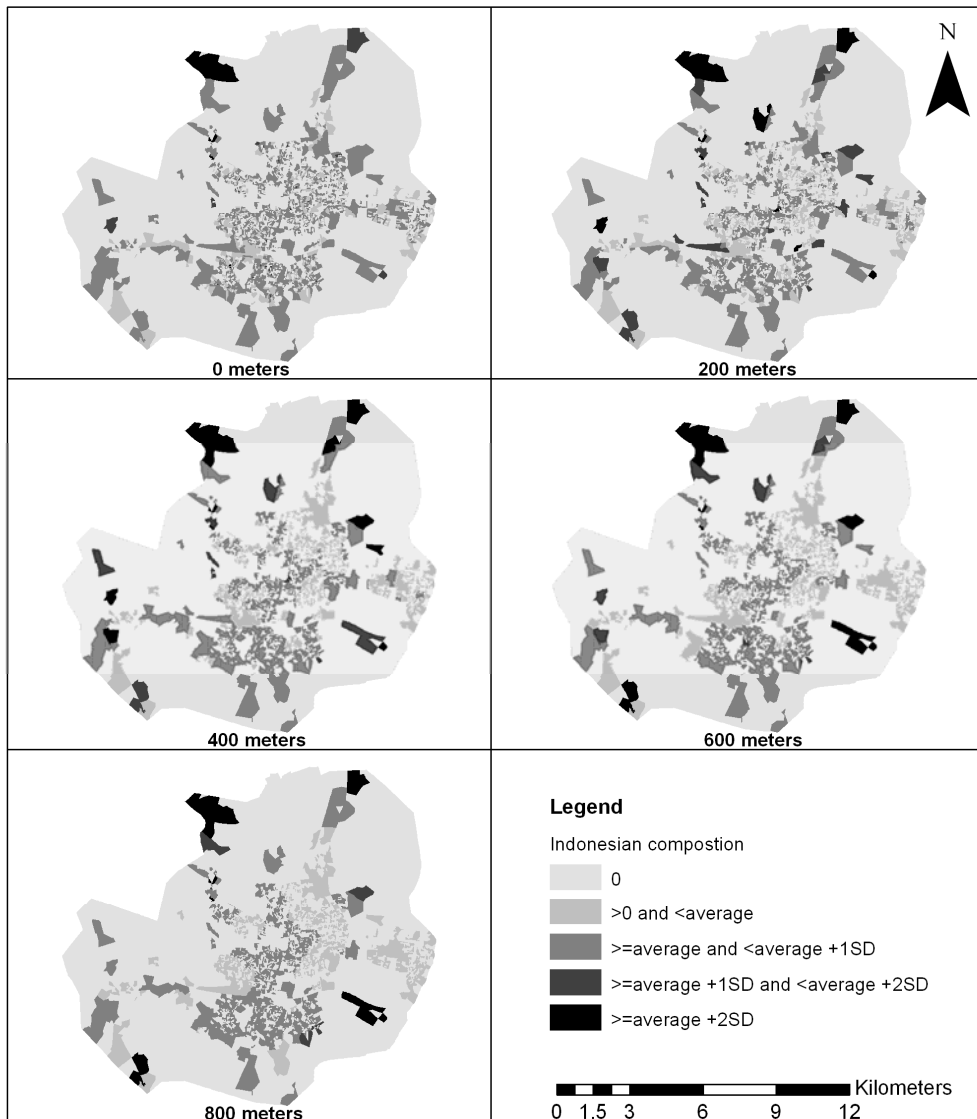 N
0 meters
200 meters
400 meters
600 meters
800 meters
Legend
Indonesian compostion
0
>0 and <average
>=average and <average +1SD
>=average +1SD and <average +2SD
>=average +2SD
Kilometers
0 1.5 3 6 9 12